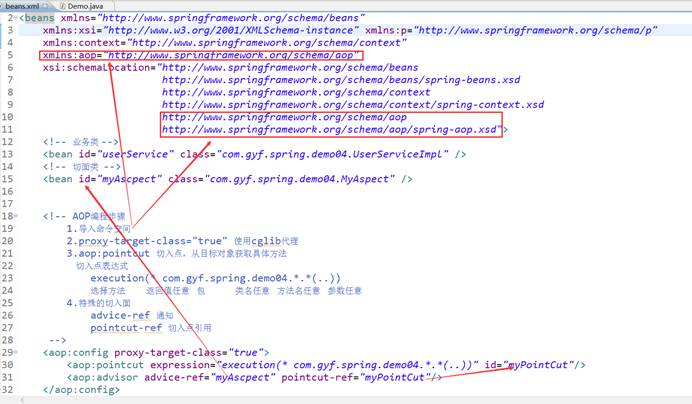 beans.xml
Demo.java
2 <beans xmlns="http://www.springframework.org/schema/beans"
3 xmlns:xsi="http://www.w3.org/2001/XMLSchema-instance" xmlns:p="http://www.springframework.org/schema/p"
4 xmlns:context="http://www.springframework.org/schema/context"
5 xmlns:aop="http://www.springframework.org/schema/aop"
6 xsi:schemaLocation="http://www.springframework.org/schema/beans
7 http://www.springframework.org/schema/beans/spring-beans.xsd
8 http://www.springframework.org/schema/context
9 http://www.springframework.org/schema/context/spring-context.xsd
10 http://www.springframework.org/schema/aop
11 http://www.springframework.org/schema/aop/spring-aop.xsd">
12 <!-- 业务类 -->
13 <bean id="userService" class="com.gyf.spring.demo04.UserServiceImpL" />
14 <!-- 切面类 -->
15 <bean id="myAscpect" class="com.gyf.spring.demo04.MyAspect" />
16
17
18 <!-- AOP编程步骤
19 1.导入命令空间
20 2.proxy-target-class="true" 使用cglib代理
21 3.aop:pointcut 切入点，从目标对象获取具体方法
22 切入点表达式
23 execution(* com.gyf.spring.demo04.*.*(..))
24 选择方法 返回值任意 包 类名任意 方法名任意 参数任意
25 4.特殊的切入面
26 advice-ref 通知
27 pointcut-ref 切入点引用
28 -->
29 <aop:config proxy-target-class="true">
30 <aop:pointcut expression="execution(* com.gyf.spring.demo04.*.*(..))" id="myPointCut"/>
31 <aop:advisor advice-ref="myAscpect" pointcut-ref="myPointCut"/>
32 </aop:config>